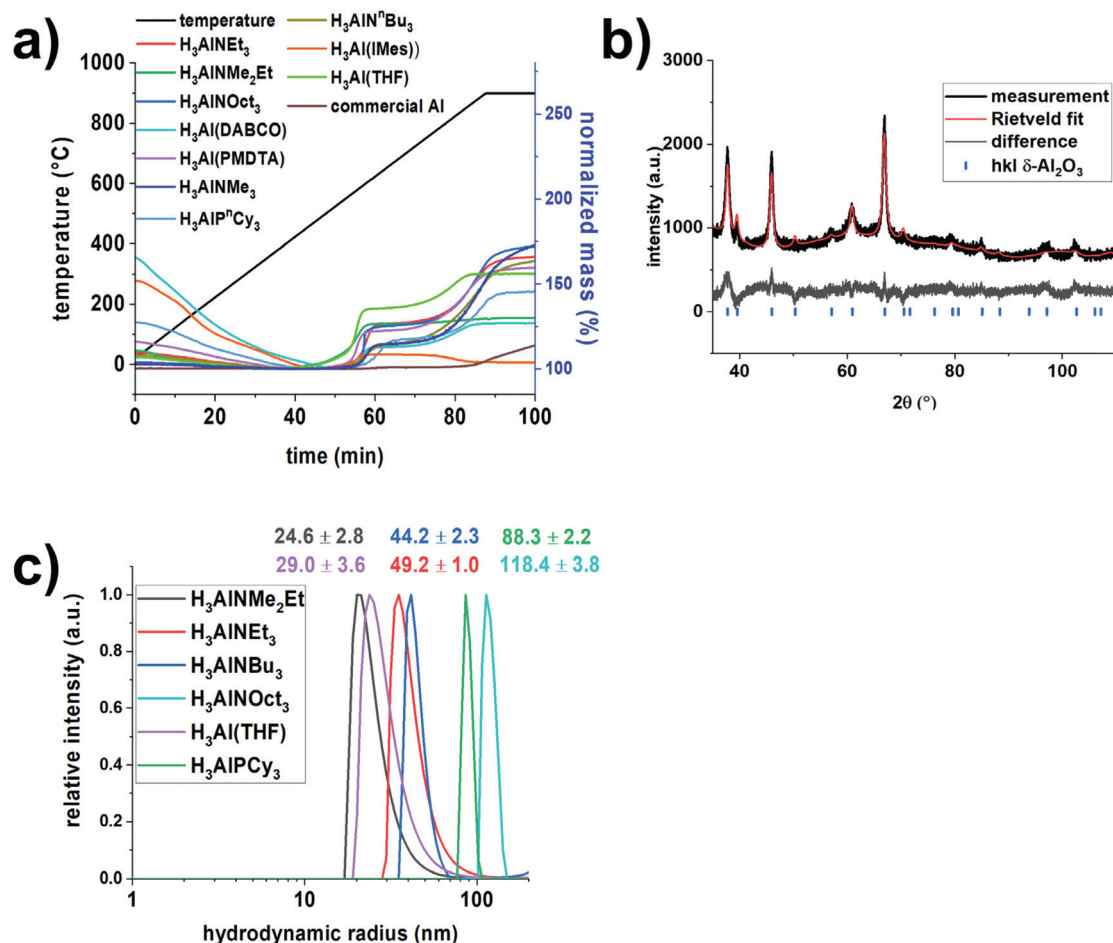 a)
temperature
H₃AlNEt₃
H₃AlNMe₂Et
H₃AlNOct₃
H₃Al(DABCO)
H₃Al(PMDTA)
H₃AlNMe₃
H₃AlPⁿCy₃
H₃AlNⁿBu₃
H₃Al(IMes))
H₃Al(THF)
commercial Al
1000
800
600
400
200
0
temperature (°C)
250
200
150
100
normalized mass (%)
0 20 40 60 80 100
time (min)
b)
measurement
Rietveld fit
difference
hkl δ-Al₂O₃
3000
2000
1000
0
intensity (a.u.)
40 60 80 100
2θ (°)
c)
24.6 ± 2.8 44.2 ± 2.3 88.3 ± 2.2
29.0 ± 3.6 49.2 ± 1.0 118.4 ± 3.8
H₃AlNMe₂Et
H₃AlNEt₃
H₃AlNBu₃
H₃AlNOct₃
H₃Al(THF)
H₃AlPCy₃
1.0
0.8
0.6
0.4
0.2
0.0
relative intensity (a.u.)
1 10 100
hydrodynamic radius (nm)